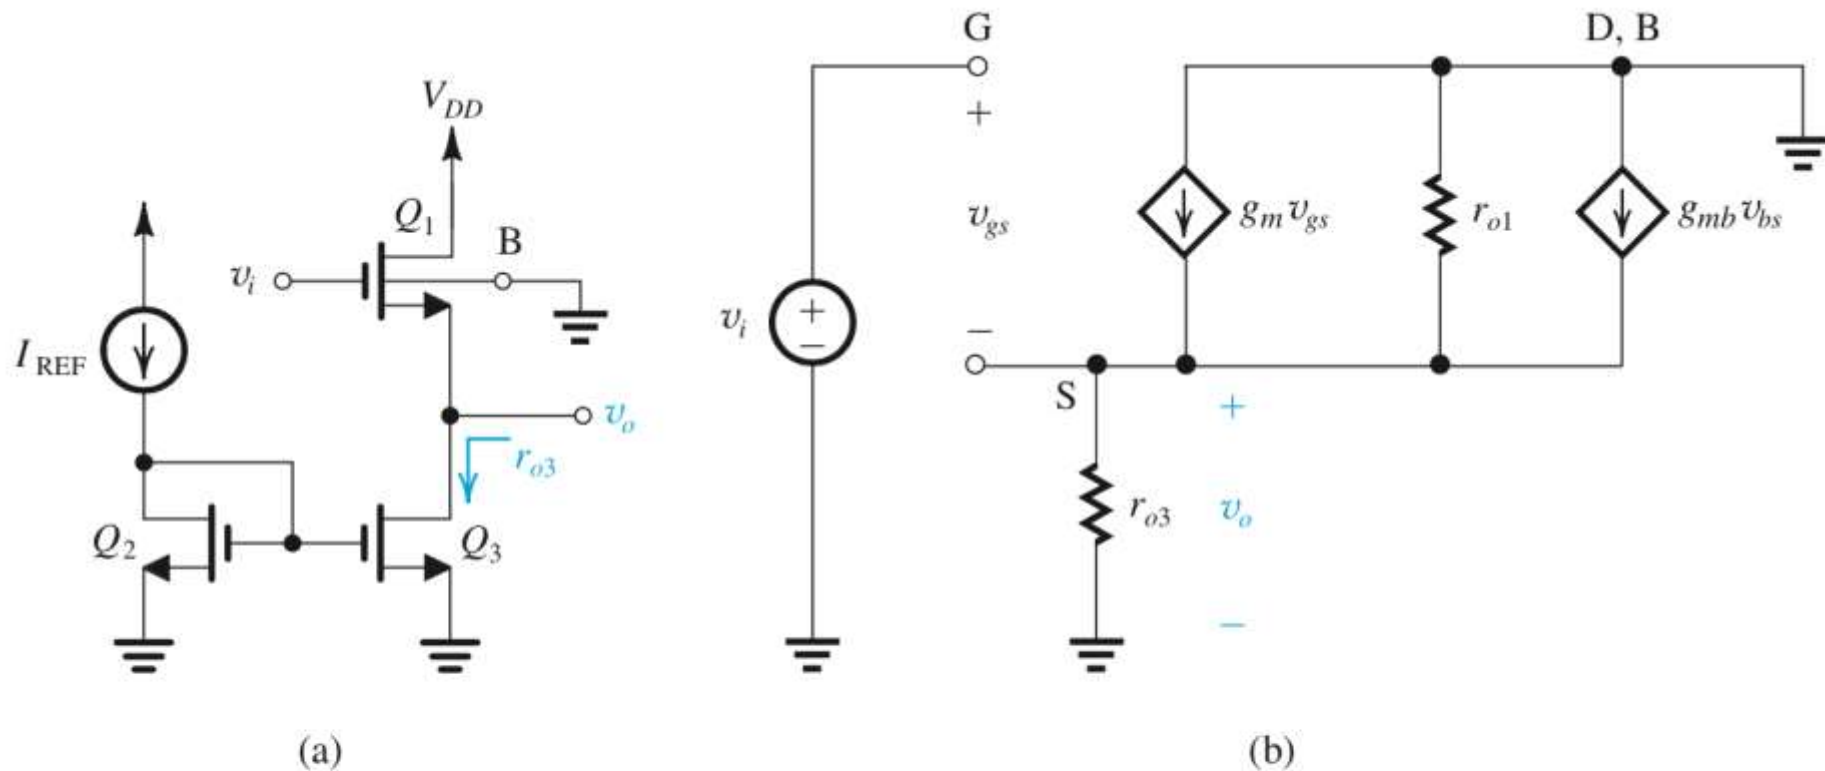 V_DD
Q_1
B
v_i
I_REF
v_o
r_o3
Q_2
Q_3
(a)
G
D, B
+
v_gs
−
g_m v_gs
r_o1
g_mb v_bs
v_i
+
−
S
r_o3
+
v_o
−
(b)